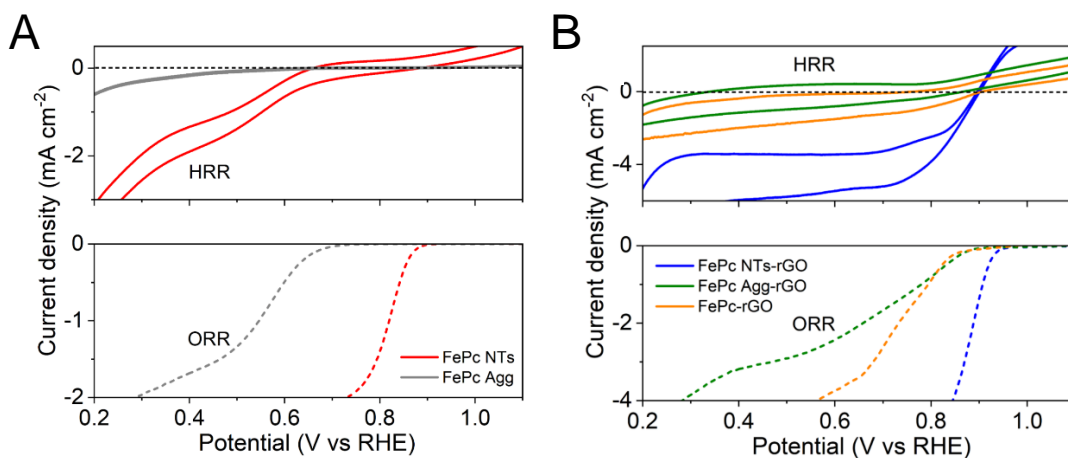 A
B
Current density (mA cm⁻²)
0
-2
HRR
0
-1
-2
ORR
FePc NTs
FePc Agg
0.2
0.4
0.6
0.8
1.0
Potential (V vs RHE)
Current density (mA cm⁻²)
0
-4
HRR
0
-2
-4
FePc NTs-rGO
FePc Agg-rGO
FePc-rGO
ORR
0.2
0.4
0.6
0.8
1.0
Potential (V vs RHE)